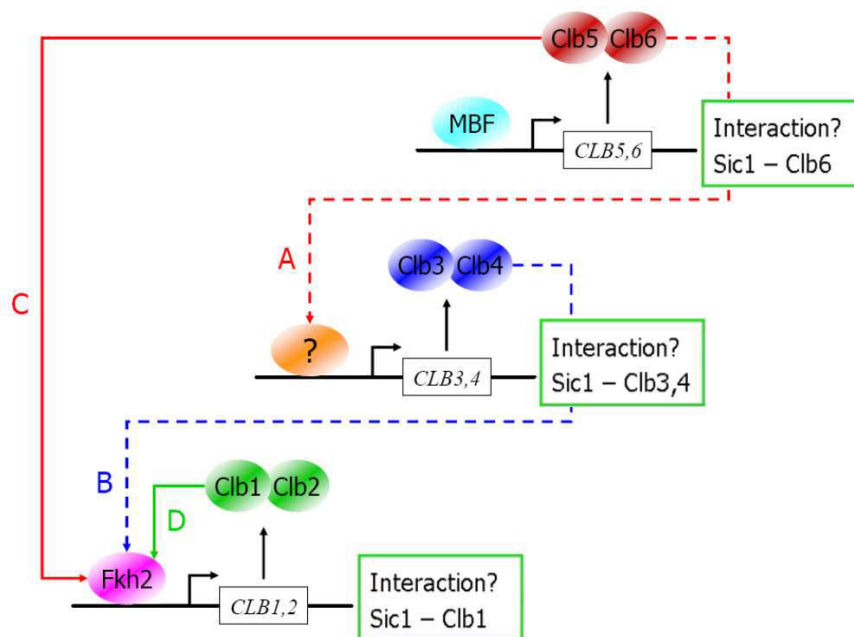 Clb5 Clb6
MBF
CLB5,6
Interaction?
Sic1 – Clb6
A
Clb3 Clb4
C
?
CLB3,4
Interaction?
Sic1 – Clb3,4
B
Clb1 Clb2
D
Fkh2
CLB1,2
Interaction?
Sic1 – Clb1